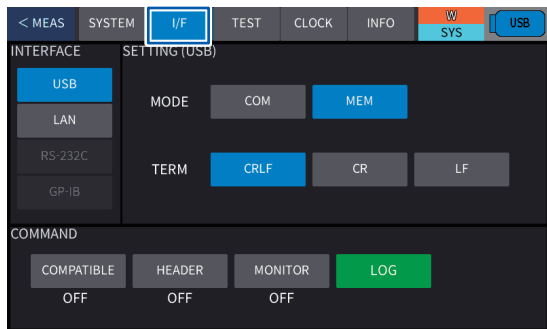 < MEAS SYSTEM I/F TEST CLOCK INFO W SYS USB
INTERFACE
SETTING (USB)
USB
LAN
RS-232C
GP-IB
MODE COM MEM
TERM CRLF CR LF
COMMAND
COMPATIBLE HEADER MONITOR LOG
OFF OFF OFF